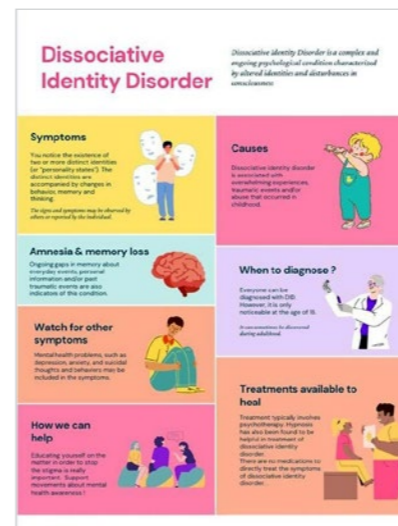 Dissociative
Identity Disorder
Dissociative Identity Disorder is a complex and
ongoing psychological condition characterized
by altered identities and disturbances in
consciousness
Symptoms
You notice the existence of
two or more distinct identities
(or "personality states"). The
distinct identities are
accompanied by changes in
behavior, memory and
thinking.
The signs and symptoms may be observed by
others or reported by the individual.
Causes
Dissociative identity disorder
is associated with
overwhelming experiences,
traumatic events and/or
abuse that occurred in
childhood.
Amnesia & memory loss
Ongoing gaps in memory about
everyday events, personal
information and/or past
traumatic events are also
indicators of this condition.
When to diagnose ?
Everyone can be
diagnosed with DID.
However, it is only
noticeable at the age of 18.
It can sometimes be discovered
during adulthood.
Watch for other
symptoms
Mental health problems, such as
depression, anxiety, and suicidal
thoughts and behaviors may be
included in the symptoms.
Treatments available to
heal
Treatment typically involves
psychotherapy. Hypnosis
has also been found to be
helpful in treatment of
dissociative identity
disorder.
There are no medications to
directly treat the symptoms
of dissociative identity
disorder..
How we can
help
Educating yourself on the
matter in order to stop
the stigma is really
important. Support
movements about mental
health awareness !